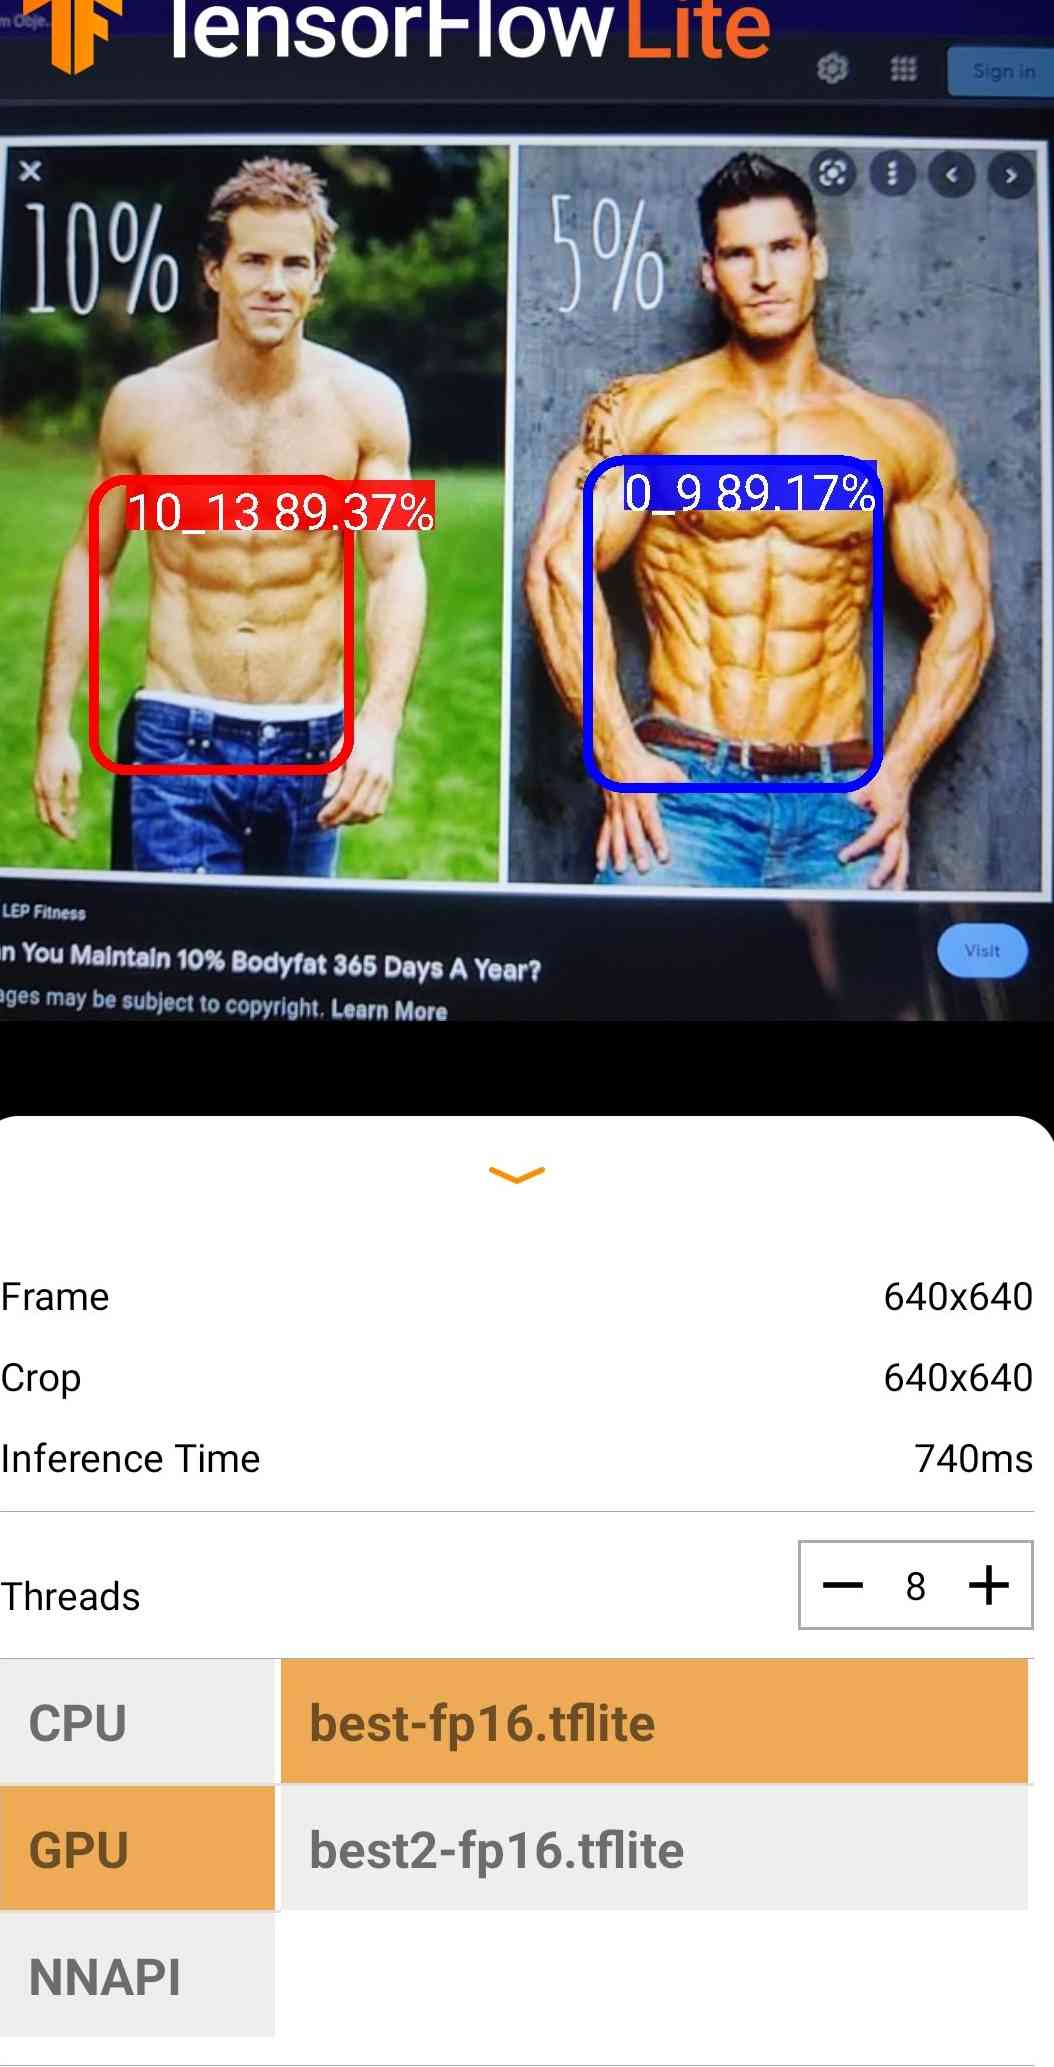 m Obje..
TensorFlow Lite
Sign in
10%
5%
10_13 89.37%
0_9 89.17%
LEP Fitness
n You Maintain 10% Bodyfat 365 Days A Year?
ages may be subject to copyright. Learn More
Visit
Frame 640x640
Crop 640x640
Inference Time 740ms
Threads 8
CPU best-fp16.tflite
GPU best2-fp16.tflite
NNAPI